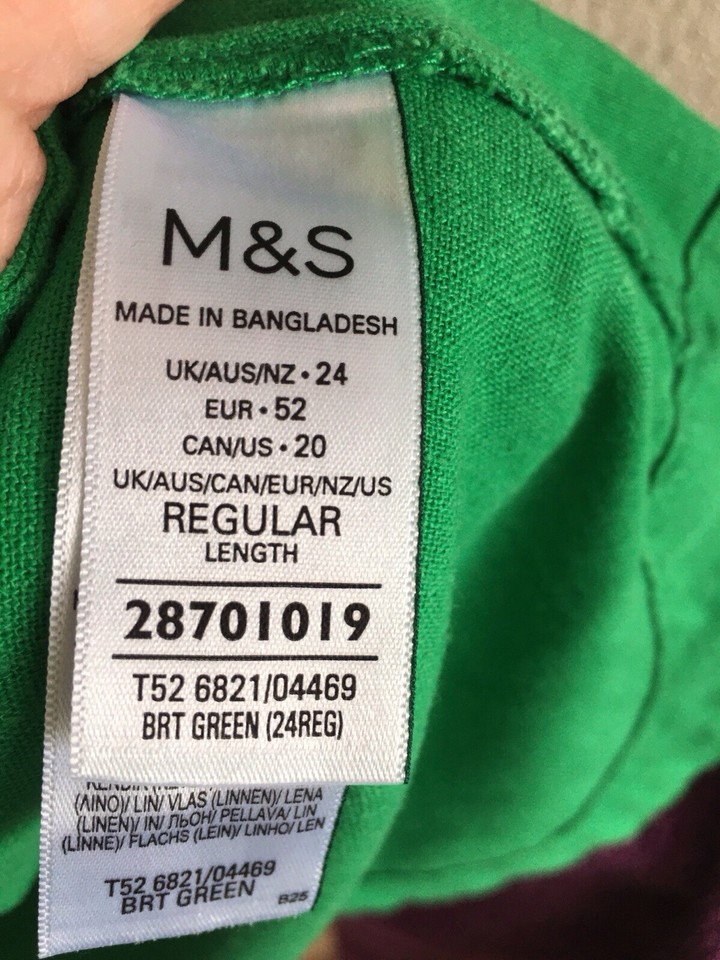 M&S
MADE IN BANGLADESH
UK/AUS/NZ • 24
EUR • 52
CAN/US • 20
UK/AUS/CAN/EUR/NZ/US
REGULAR
LENGTH
28701019
T52 6821/04469
BRT GREEN (24REG)
(ΛΙΝΟ)/ LIN/ VLAS (LINNEN)/ LENA
(LINEN)/ IN/ ЛЬОН/ PELLAVA/ LIN
(LINNE)/ FLACHS (LEIN)/ LINHO/ LEN
T52 6821/04469
BRT GREEN
B25